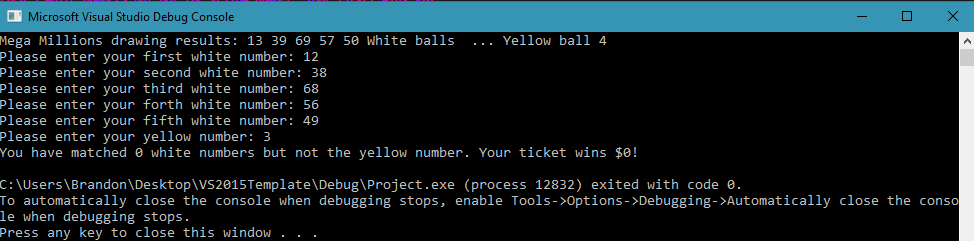 Microsoft Visual Studio Debug Console
Mega Millions drawing results: 13 39 69 57 50 White balls  ... Yellow ball 4
Please enter your first white number: 12
Please enter your second white number: 38
Please enter your third white number: 68
Please enter your forth white number: 56
Please enter your fifth white number: 49
Please enter your yellow number: 3
You have matched 0 white numbers but not the yellow number. Your ticket wins $0!
C:\Users\Brandon\Desktop\VS2015Template\Debug\Project.exe (process 12832) exited with code 0.
To automatically close the console when debugging stops, enable Tools->Options->Debugging->Automatically close the conso
le when debugging stops.
Press any key to close this window . . .